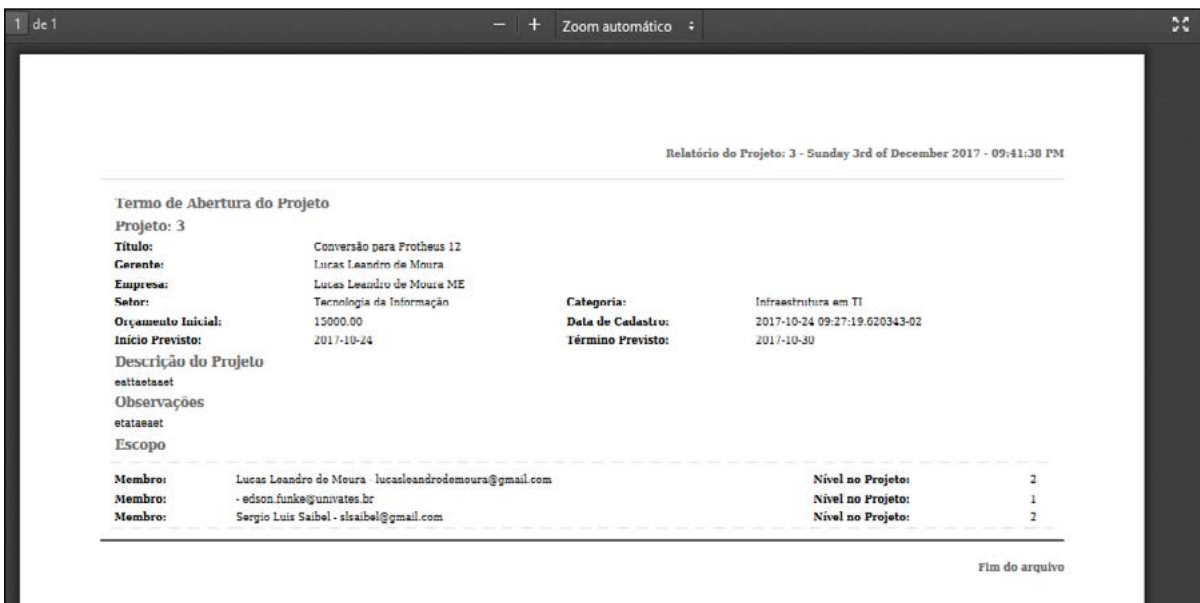 1 de 1 − + Zoom automático
Relatório do Projeto: 3 - Sunday 3rd of December 2017 - 09:41:38 PM
Termo de Abertura do Projeto
Projeto: 3
Título: Conversão para Protheus 12
Gerente: Lucas Leandro de Moura
Empresa: Lucas Leandro de Moura ME
Setor: Tecnologia da Informação Categoria: Infraestrutura em TI
Orçamento Inicial: 15000.00 Data de Cadastro: 2017-10-24 09:27:19.620343-02
Início Previsto: 2017-10-24 Término Previsto: 2017-10-30
Descrição do Projeto
Observações
Escopo
Membro: Lucas Leandro de Moura - lucasleandrodemoura@gmail.com Nível no Projeto: 2
Membro: - edson.funke@univates.br Nível no Projeto: 1
Membro: Sergio Luis Saibel - slsaibel@gmail.com Nível no Projeto: 2
Fim do arquivo